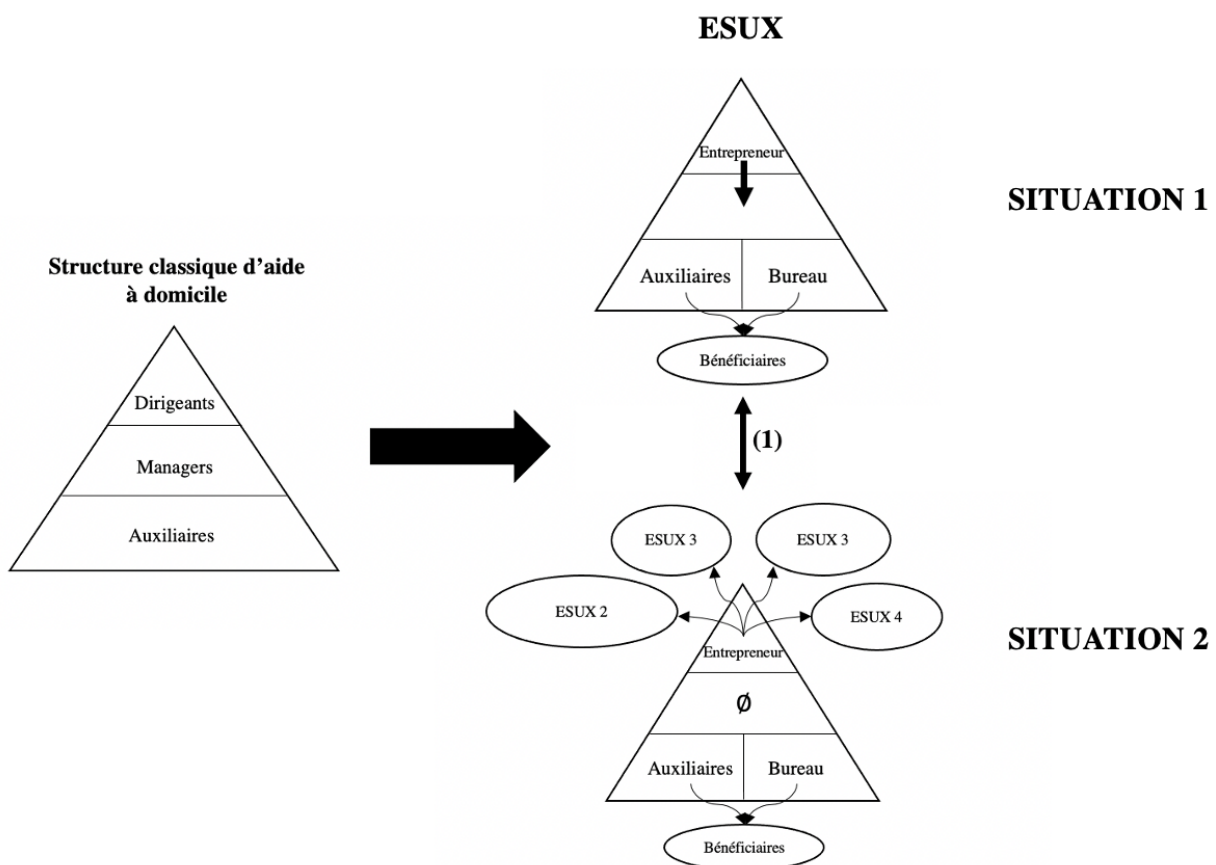 ESUX
Entrepreneur
SITUATION 1
Auxiliaires
Bureau
Bénéficiaires
Structure classique d’aide
à domicile
Dirigeants
Managers
Auxiliaires
(1)
ESUX 3
ESUX 3
ESUX 2
ESUX 4
SITUATION 2
Entrepreneur
Ø
Auxiliaires
Bureau
Bénéficiaires